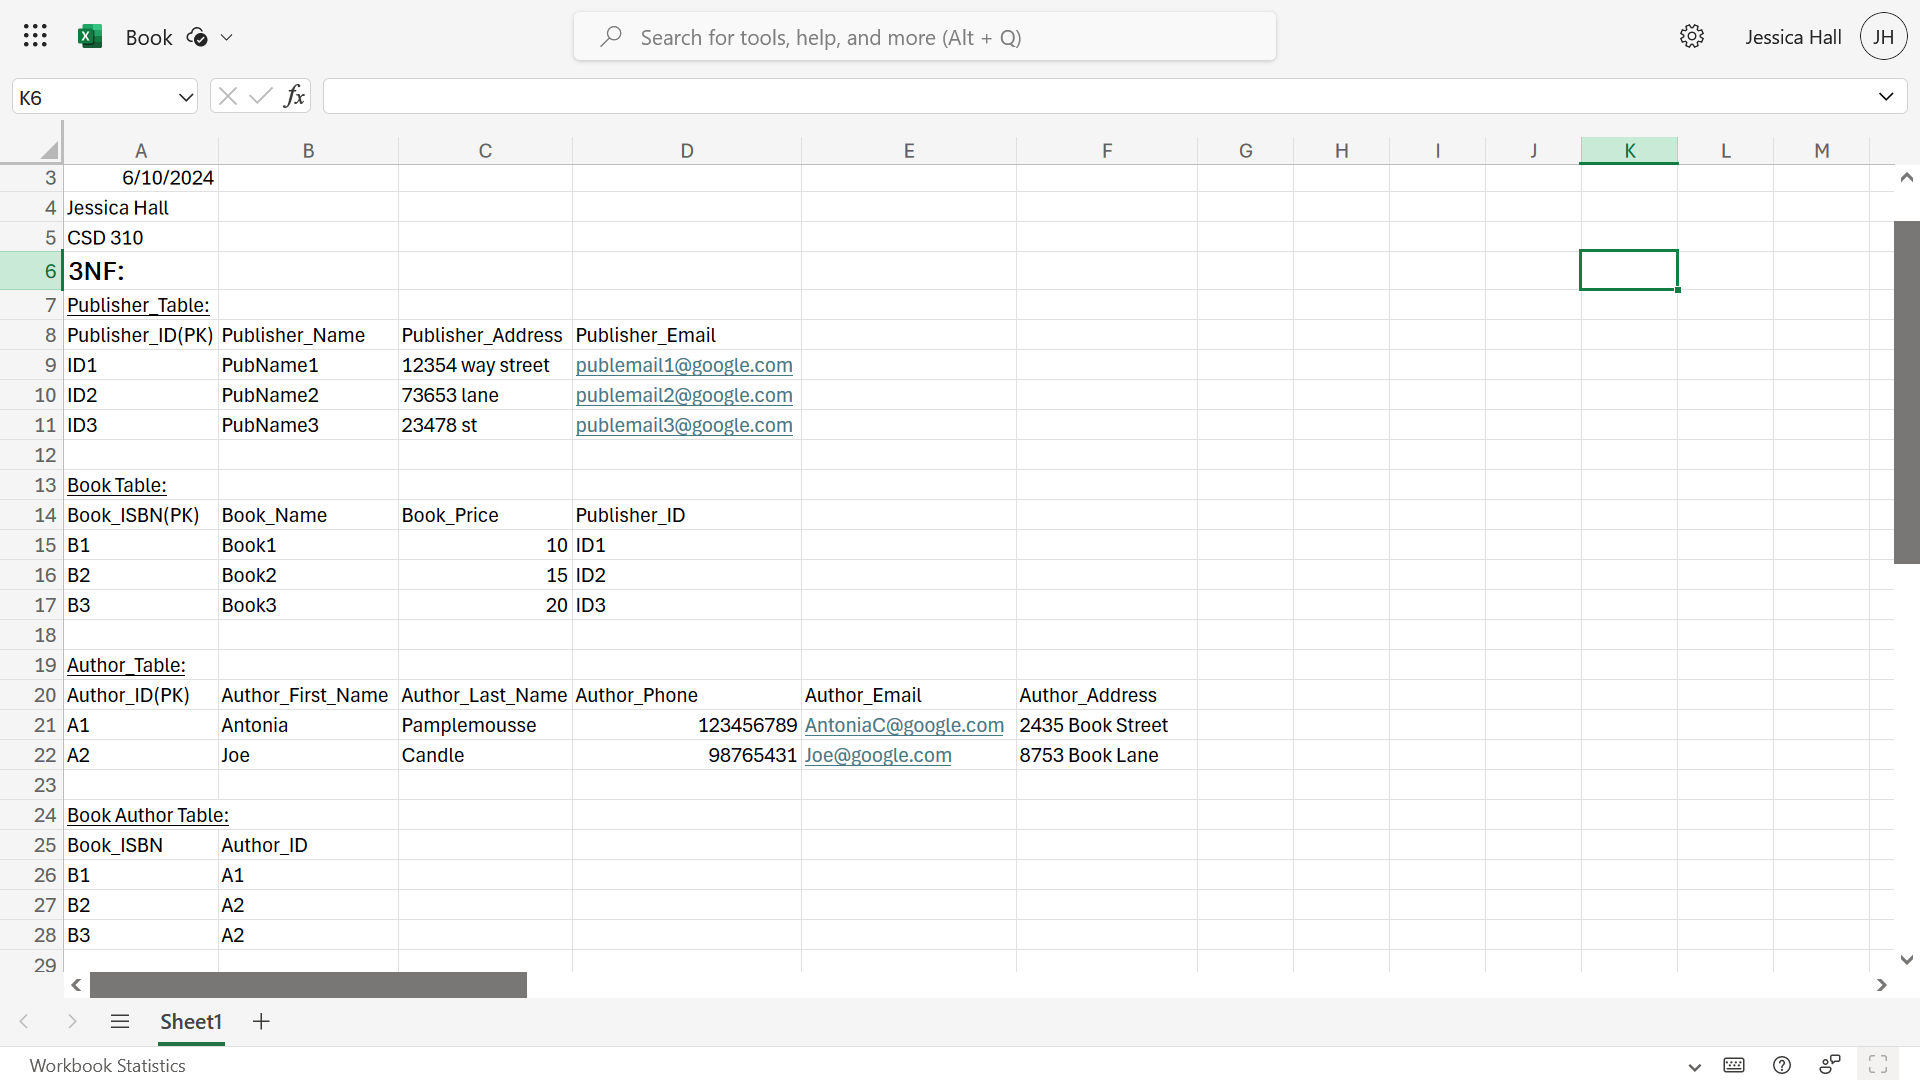 Book
Search for tools, help, and more (Alt + Q)
Jessica Hall
JH
K6
fx
A B C D E F G H I J K L M
3 6/10/2024
4 Jessica Hall
5 CSD 310
6 3NF:
7 Publisher_Table:
8 Publisher_ID(PK) Publisher_Name Publisher_Address Publisher_Email
9 ID1 PubName1 12354 way street publemail1@google.com
10 ID2 PubName2 73653 lane publemail2@google.com
11 ID3 PubName3 23478 st publemail3@google.com
12
13 Book Table:
14 Book_ISBN(PK) Book_Name Book_Price Publisher_ID
15 B1 Book1 10 ID1
16 B2 Book2 15 ID2
17 B3 Book3 20 ID3
18
19 Author_Table:
20 Author_ID(PK) Author_First_Name Author_Last_Name Author_Phone Author_Email Author_Address
21 A1 Antonia Pamplemousse 123456789 AntoniaC@google.com 2435 Book Street
22 A2 Joe Candle 98765431 Joe@google.com 8753 Book Lane
23
24 Book Author Table:
25 Book_ISBN Author_ID
26 B1 A1
27 B2 A2
28 B3 A2
29
Sheet1
Workbook Statistics